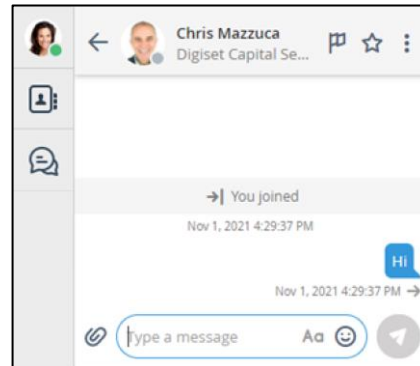 Chris Mazzuca
Digiset Capital Se...
You joined
Nov 1, 2021 4:29:37 PM
Hi
Nov 1, 2021 4:29:37 PM
Type a message Aa